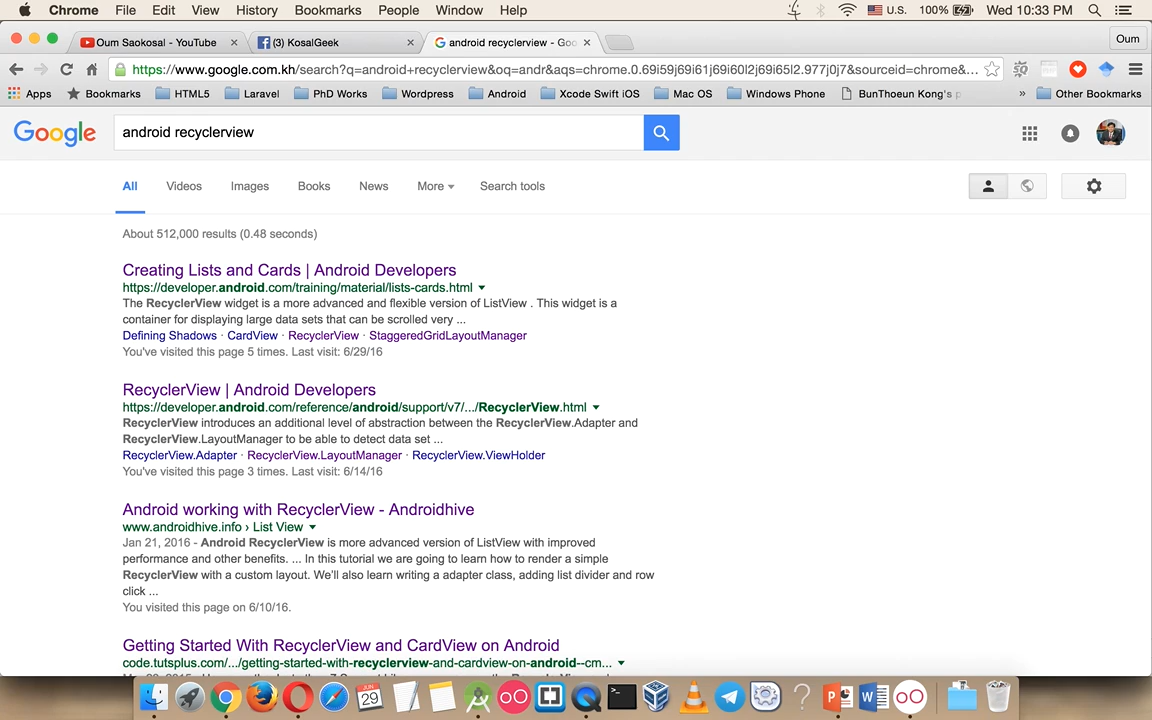 Chrome File Edit View History Bookmarks People Window Help U.S. 100% Wed 10:33 PM
Oum Saokosal - YouTube × (3) KosalGeek × android recyclerview - Goo × Oum
https://www.google.com.kh/search?q=android+recyclerview&oq=andr&aqs=chrome.0.69i59j69i61j69i60l2j69i65l2.977j0j7&sourceid=chrome&...
Apps Bookmarks HTML5 Laravel PhD Works Wordpress Android Xcode Swift iOS Mac OS Windows Phone BunThoeun Kong's p » Other Bookmarks
Google android recyclerview
All Videos Images Books News More Search tools
About 512,000 results (0.48 seconds)
Creating Lists and Cards | Android Developers
https://developer.android.com/training/material/lists-cards.html
The RecyclerView widget is a more advanced and flexible version of ListView . This widget is a
container for displaying large data sets that can be scrolled very ...
Defining Shadows · CardView · RecyclerView · StaggeredGridLayoutManager
You've visited this page 5 times. Last visit: 6/29/16
RecyclerView | Android Developers
https://developer.android.com/reference/android/support/v7/.../RecyclerView.html
RecyclerView introduces an additional level of abstraction between the RecyclerView.Adapter and
RecyclerView.LayoutManager to be able to detect data set ...
RecyclerView.Adapter · RecyclerView.LayoutManager · RecyclerView.ViewHolder
You've visited this page 3 times. Last visit: 6/14/16
Android working with RecyclerView - Androidhive
www.androidhive.info › List View
Jan 21, 2016 - Android RecyclerView is more advanced version of ListView with improved
performance and other benefits. ... In this tutorial we are going to learn how to render a simple
RecyclerView with a custom layout. We'll also learn writing a adapter class, adding list divider and row
click ...
You visited this page on 6/10/16.
Getting Started With RecyclerView and CardView on Android
code.tutsplus.com/.../getting-started-with-recyclerview-and-cardview-on-android--cm...
JUN
29